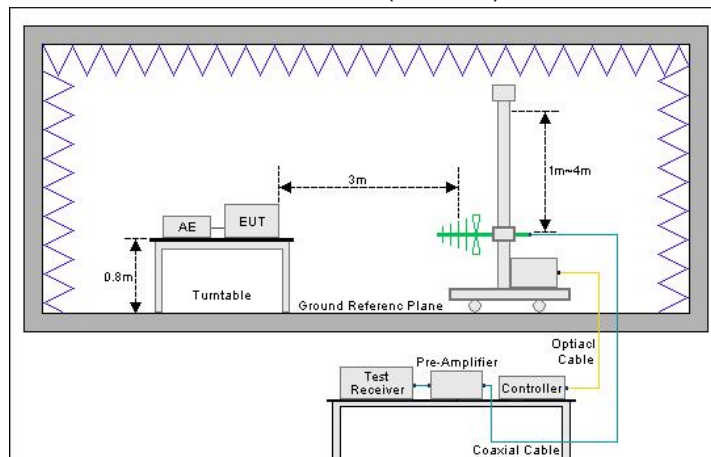 3m
1m~4m
AE
EUT
0.8m
Turntable
Ground Referenc Plane
Optiacl
Cable
Pre-Amplifier
Test
Receiver
Controller
Coaxial Cable